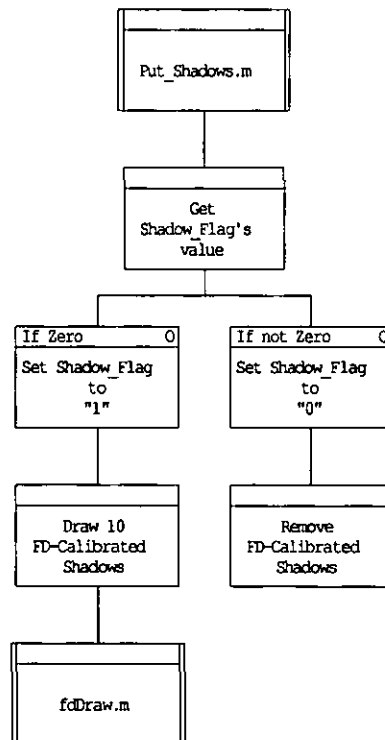 Put_Shadows.m
Get
Shadow_Flag's
value
If Zero O
Set Shadow_Flag
to
"1"
If not Zero O
Set Shadow_Flag
to
"0"
Draw 10
FD-Calibrated
Shadows
Remove
FD-Calibrated
Shadows
fdDraw.m